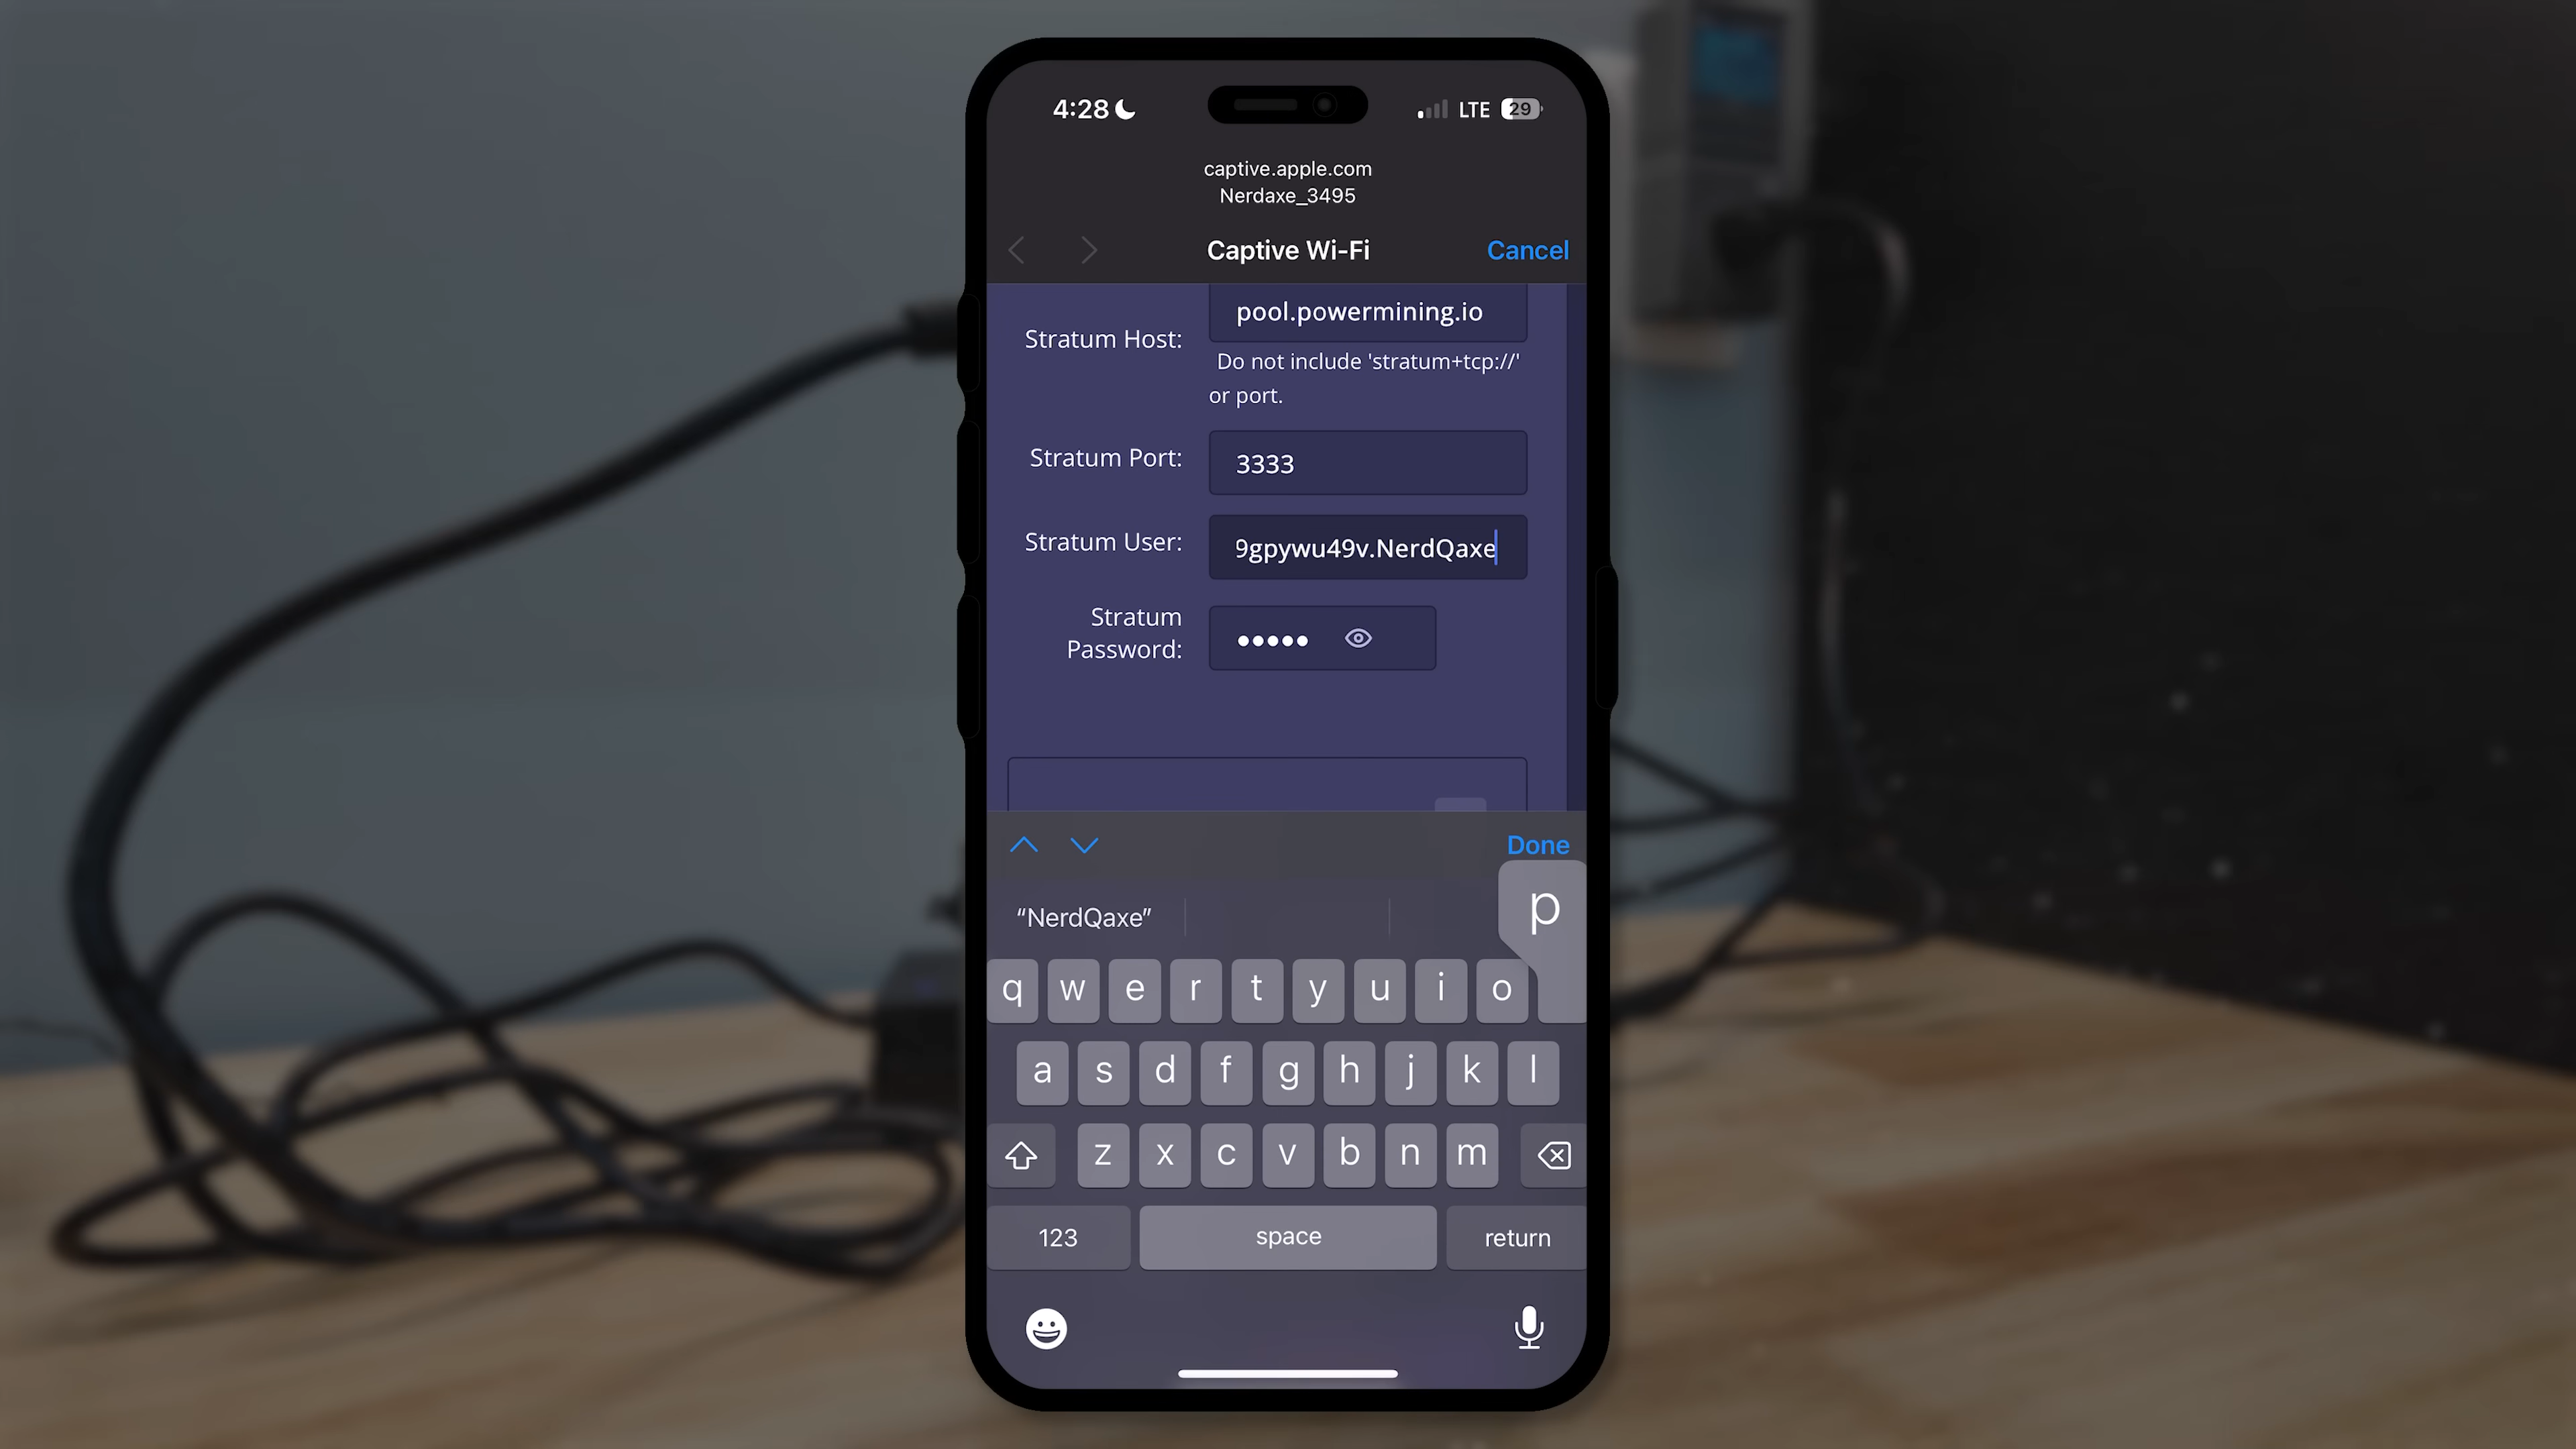 4:28
LTE
29
captive.apple.com
Nerdaxe_3495
Captive Wi-Fi
Cancel
Stratum Host:
pool.powermining.io
Do not include 'stratum+tcp://'
or port.
Stratum Port:
3333
Stratum User:
9gpywu49v.NerdQaxe
Stratum
Password:
Done
“NerdQaxe”
p
q w e r t y u i o
a s d f g h j k l
z x c v b n m
123
space
return